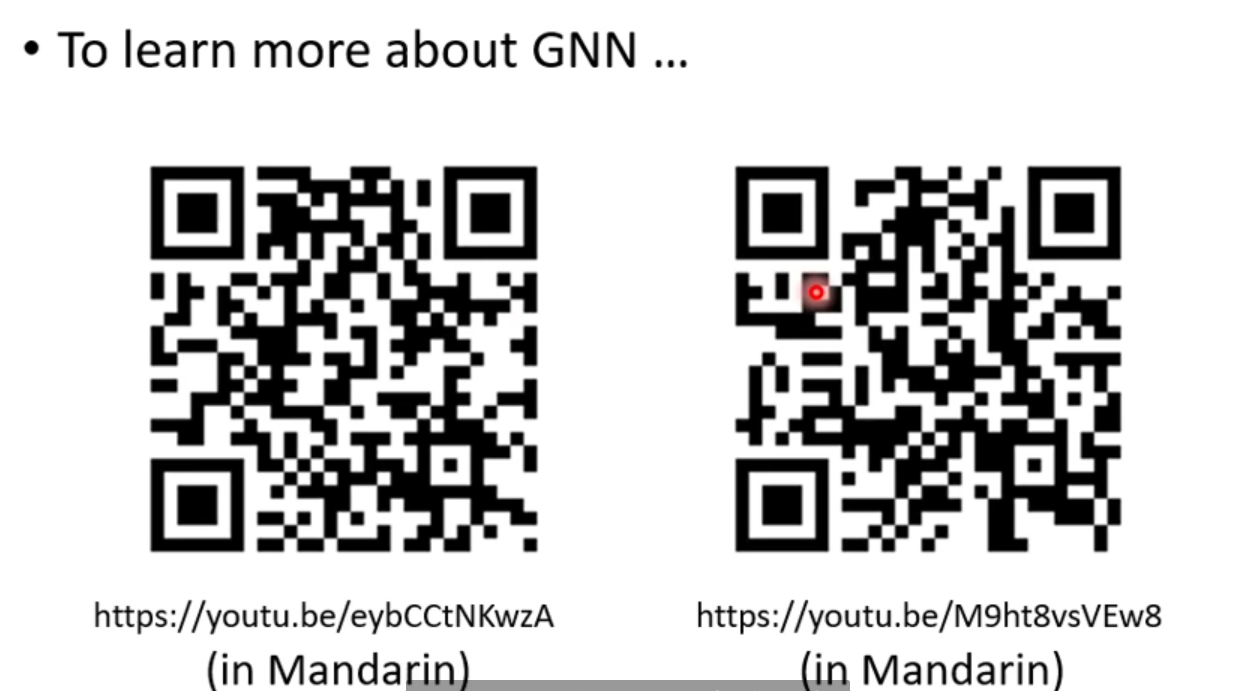 • To learn more about GNN ...
https://youtu.be/eybCCtNKwzA
https://youtu.be/M9ht8vsVEw8
(in Mandarin)
(in Mandarin)